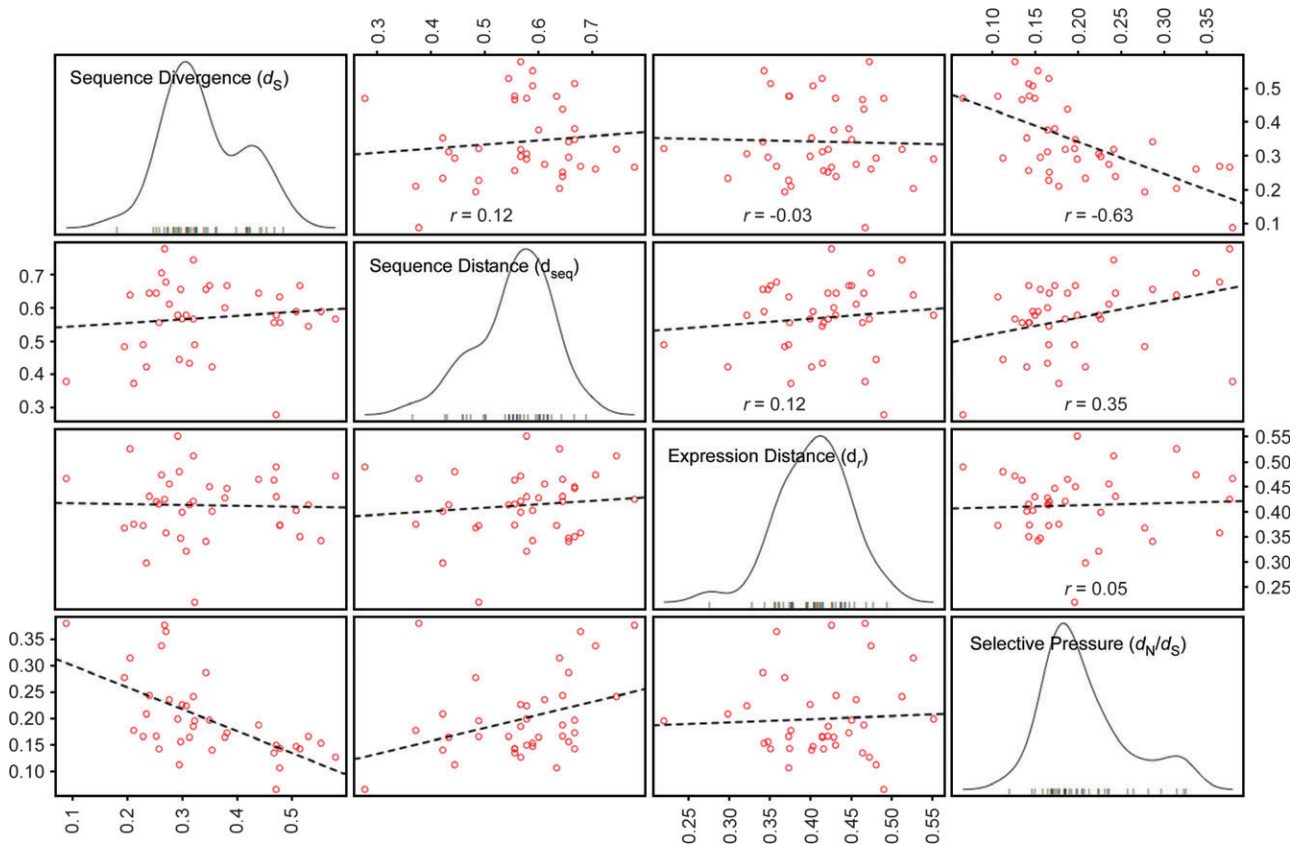 0.3 0.4 0.5 0.6 0.7
0.10 0.20 0.25 0.35
Sequence Divergence (dS)
r = 0.12
r = -0.03
r = -0.63
0.5
0.4
0.3
0.2
0.1
0.7
0.6
0.5
0.4
0.3
Sequence Distance (dseq)
r = 0.12
r = 0.35
Expression Distance (dr)
r = 0.05
0.55
0.50
0.45
0.40
0.35
0.30
0.25
0.35
0.30
0.25
0.20
0.15
0.10
Selective Pressure (dN/dS)
0.1 0.2 0.3 0.4 0.5
0.25 0.30 0.35 0.40 0.45 0.50 0.55